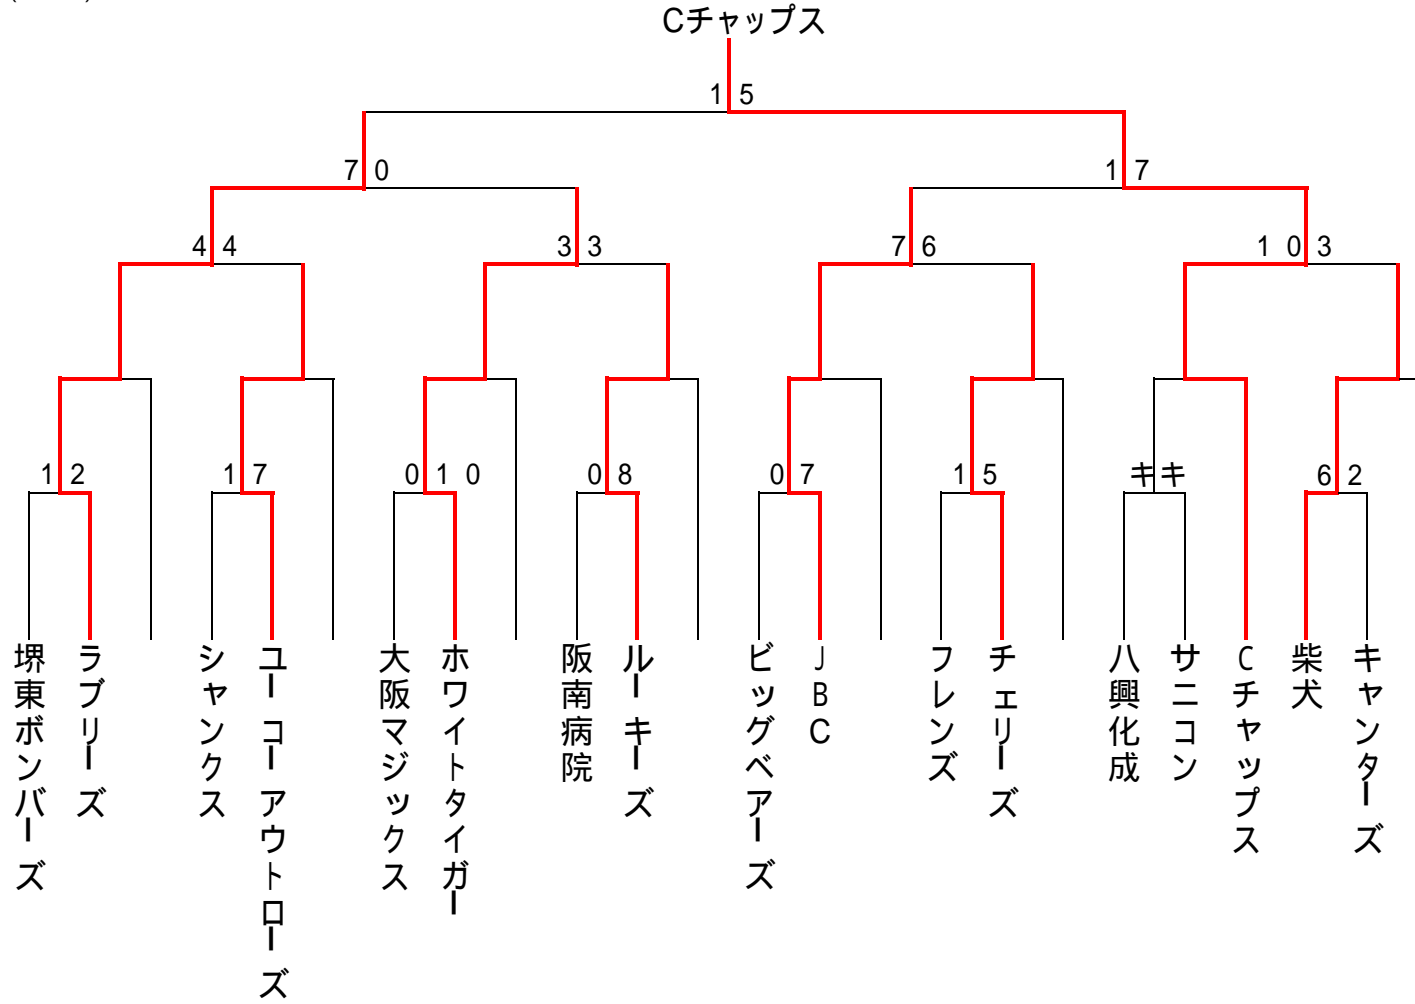 Cチャップス
1 5
7 0
1 7
4 4
3 3
7 6
1 0 3
1 2
1 7
0 1 0
0 8
0 7
1 5
キキ
6 2
堺東ボンバーズ
ラブリーズ
シャンクス
ユーコーアウトローズ
大阪マジックス
ホワイトタイガー
阪南病院
ルーキーズ
ビッグベアーズ
JBC
フレンズ
チェリーズ
八興化成
サニコン
Cチャップス
柴犬
キャンターズ